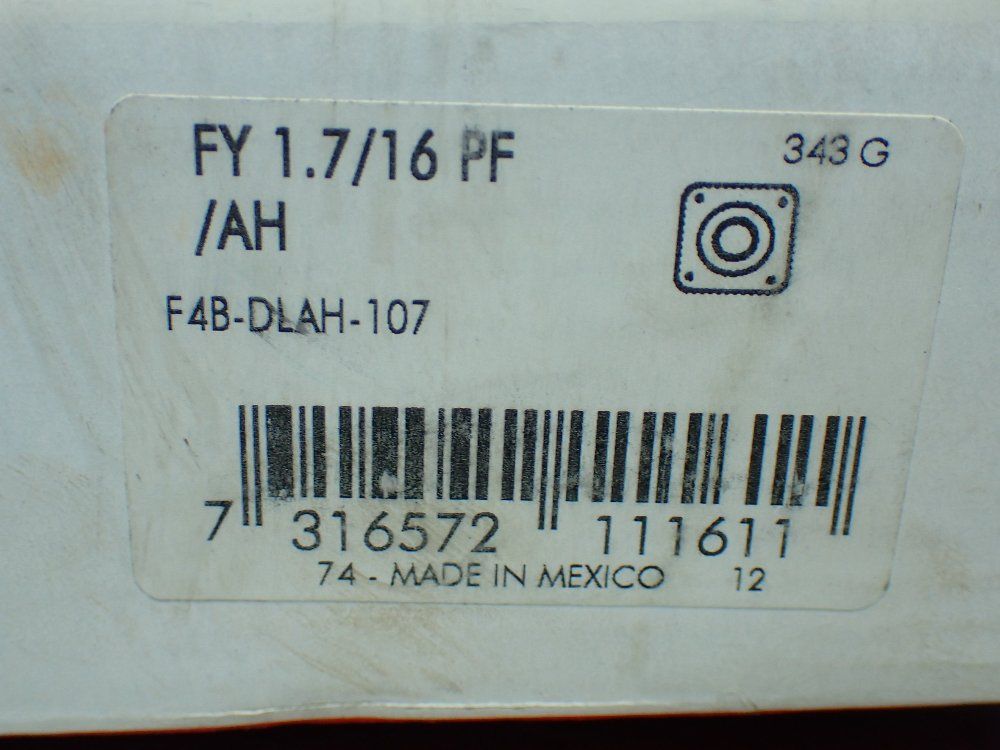 FY 1.7/16 PF
/AH
343 G
F4B-DLAH-107
7 316572 111611
74 - MADE IN MEXICO 12